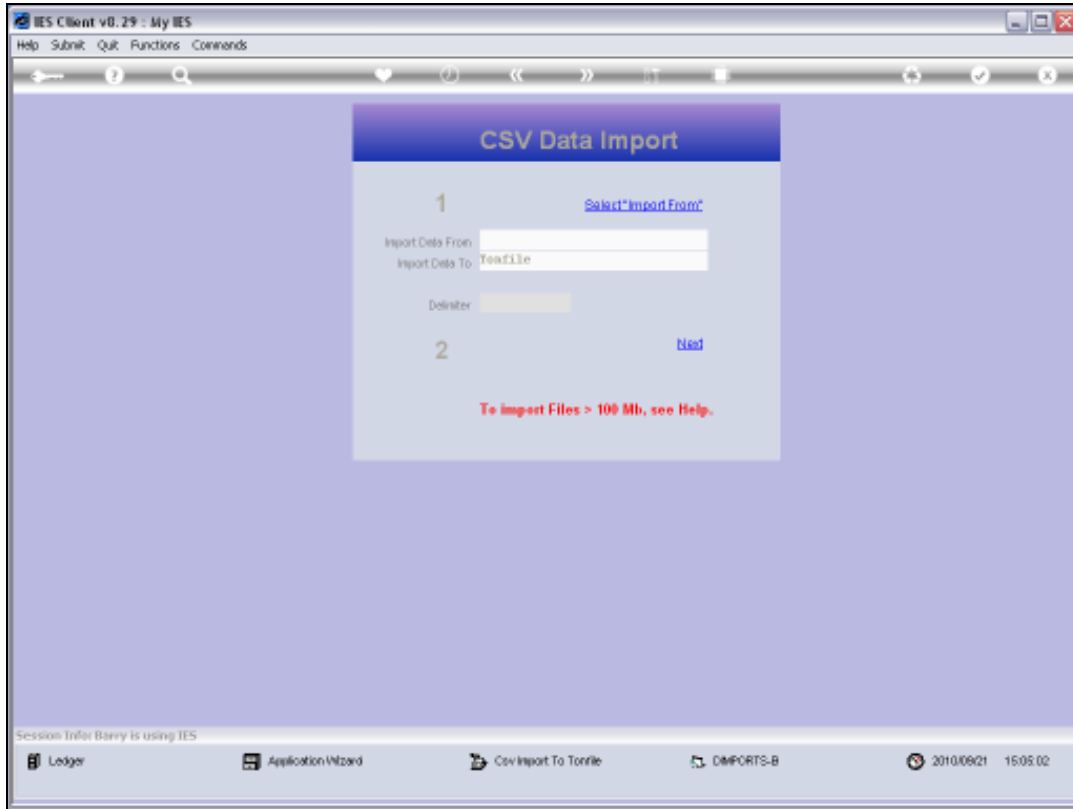 IES Client v8.29 : My IES
Help Submit Quit Functions Commands
CSV Data Import
1
Select "Import From"
Import Data From
Import Data To Tonfile
Delimiter
2
Next
To import Files > 100 Mb, see Help.
Session Info: Barry is using IES
Ledger Application Wizard Csv Import To Tonfile DIMPORTS-B 2010/09/21 15:05:02